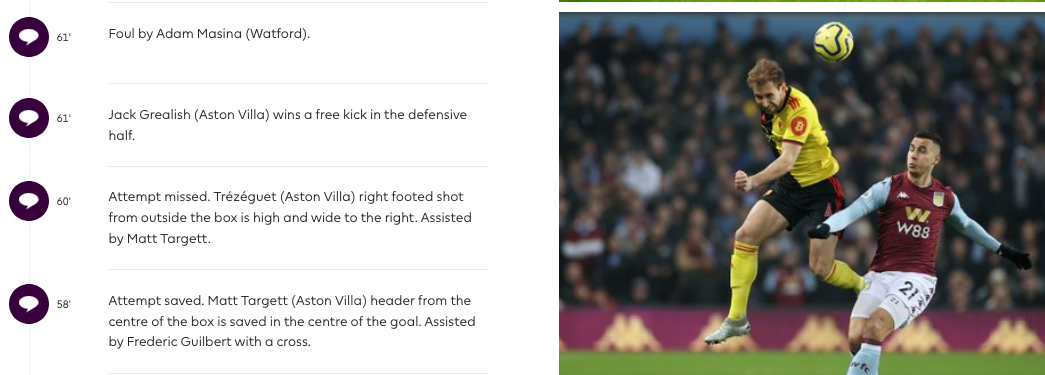 61'
Foul by Adam Masina (Watford).
61'
Jack Grealish (Aston Villa) wins a free kick in the defensive
half.
60'
Attempt missed. Trézéguet (Aston Villa) right footed shot
from outside the box is high and wide to the right. Assisted
by Matt Targett.
58'
Attempt saved. Matt Targett (Aston Villa) header from the
centre of the box is saved in the centre of the goal. Assisted
by Frederic Guilbert with a cross.
W.
W88
21
21